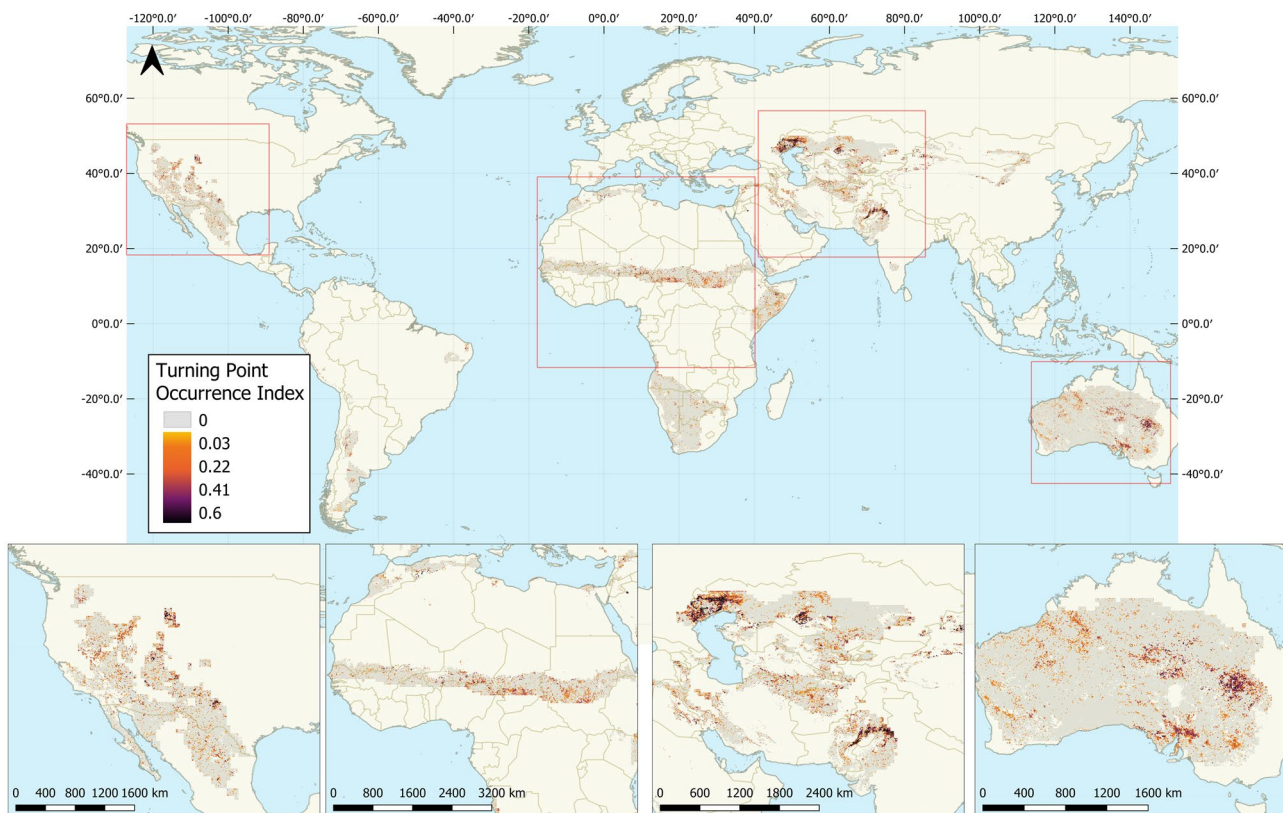 -120°0.0′ -100°0.0′ -80°0.0′ -60°0.0′ -40°0.0′ -20°0.0′ 0°0.0′ 20°0.0′ 40°0.0′ 60°0.0′ 80°0.0′ 100°0.0′ 120°0.0′ 140°0.0′
60°0.0′ 60°0.0′
40°0.0′ 40°0.0′
20°0.0′ 20°0.0′
0°0.0′ 0°0.0′
-20°0.0′ -20°0.0′
-40°0.0′ -40°0.0′
Turning Point
Occurrence Index
0
0.03
0.22
0.41
0.6
0 400 800 1200 1600 km
0 800 1600 2400 3200 km
0 600 1200 1800 2400 km
0 400 800 1200 1600 km